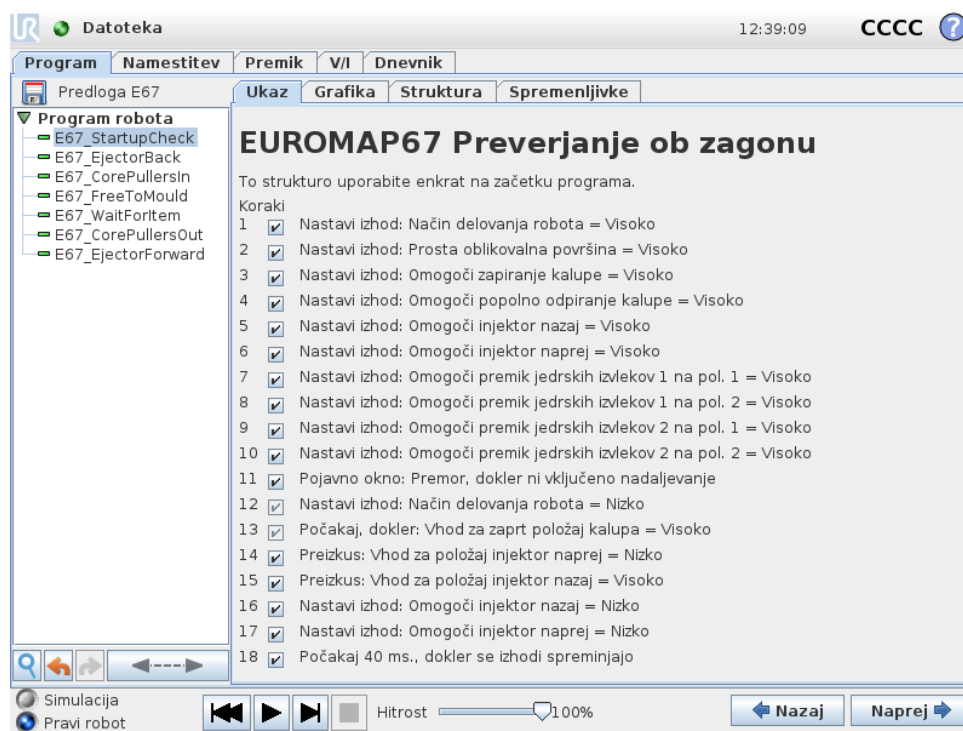 UR Datoteka 12:39:09 CCCC ?
Program Namestitev Premik V/I Dnevnik
Predloga E67
Ukaz Grafika Struktura Spremenljivke
Program robota
E67_StartupCheck
E67_EjectorBack
E67_CorePullersIn
E67_FreeToMould
E67_WaitForItem
E67_CorePullersOut
E67_EjectorForward
EUROMAP67 Preverjanje ob zagonu
To strukturo uporabite enkrat na začetku programa.
Koraki
1 Nastavi izhod: Način delovanja robota = Visoko
2 Nastavi izhod: Prosta oblikovalna površina = Visoko
3 Nastavi izhod: Omogoči zapiranje kalupe = Visoko
4 Nastavi izhod: Omogoči popolno odpiranje kalupe = Visoko
5 Nastavi izhod: Omogoči injektor nazaj = Visoko
6 Nastavi izhod: Omogoči injektor naprej = Visoko
7 Nastavi izhod: Omogoči premik jedrskih izvlekov 1 na pol. 1 = Visoko
8 Nastavi izhod: Omogoči premik jedrskih izvlekov 1 na pol. 2 = Visoko
9 Nastavi izhod: Omogoči premik jedrskih izvlekov 2 na pol. 1 = Visoko
10 Nastavi izhod: Omogoči premik jedrskih izvlekov 2 na pol. 2 = Visoko
11 Pojavno okno: Premor, dokler ni vključeno nadaljevanje
12 Nastavi izhod: Način delovanja robota = Nizko
13 Počakaj, dokler: Vhod za zaprt položaj kalupa = Visoko
14 Preizkus: Vhod za položaj injektor naprej = Nizko
15 Preizkus: Vhod za položaj injektor nazaj = Visoko
16 Nastavi izhod: Omogoči injektor nazaj = Nizko
17 Nastavi izhod: Omogoči injektor naprej = Nizko
18 Počakaj 40 ms., dokler se izhodi spreminjajo
Simulacija
Pravi robot
Hitrost 100%
Nazaj Naprej